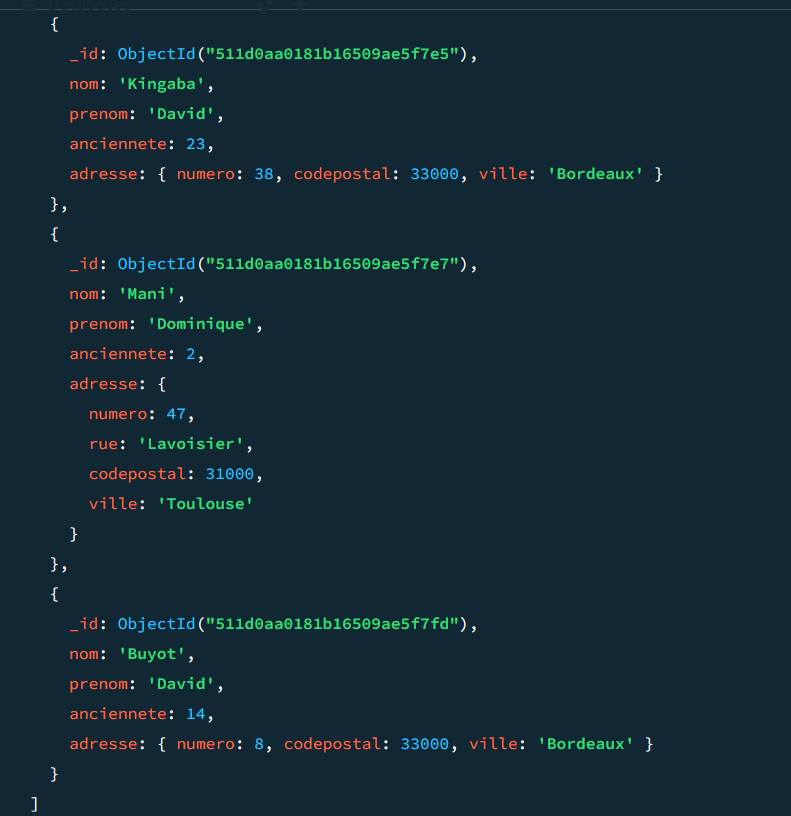 {
_id: ObjectId("511d0aa0181b16509ae5f7e5"),
nom: 'Kingaba',
prenom: 'David',
anciennete: 23,
adresse: { numero: 38, codepostal: 33000, ville: 'Bordeaux' }
},
{
_id: ObjectId("511d0aa0181b16509ae5f7e7"),
nom: 'Mani',
prenom: 'Dominique',
anciennete: 2,
adresse: {
numero: 47,
rue: 'Lavoisier',
codepostal: 31000,
ville: 'Toulouse'
}
},
{
_id: ObjectId("511d0aa0181b16509ae5f7fd"),
nom: 'Buyot',
prenom: 'David',
anciennete: 14,
adresse: { numero: 8, codepostal: 33000, ville: 'Bordeaux' }
}
]